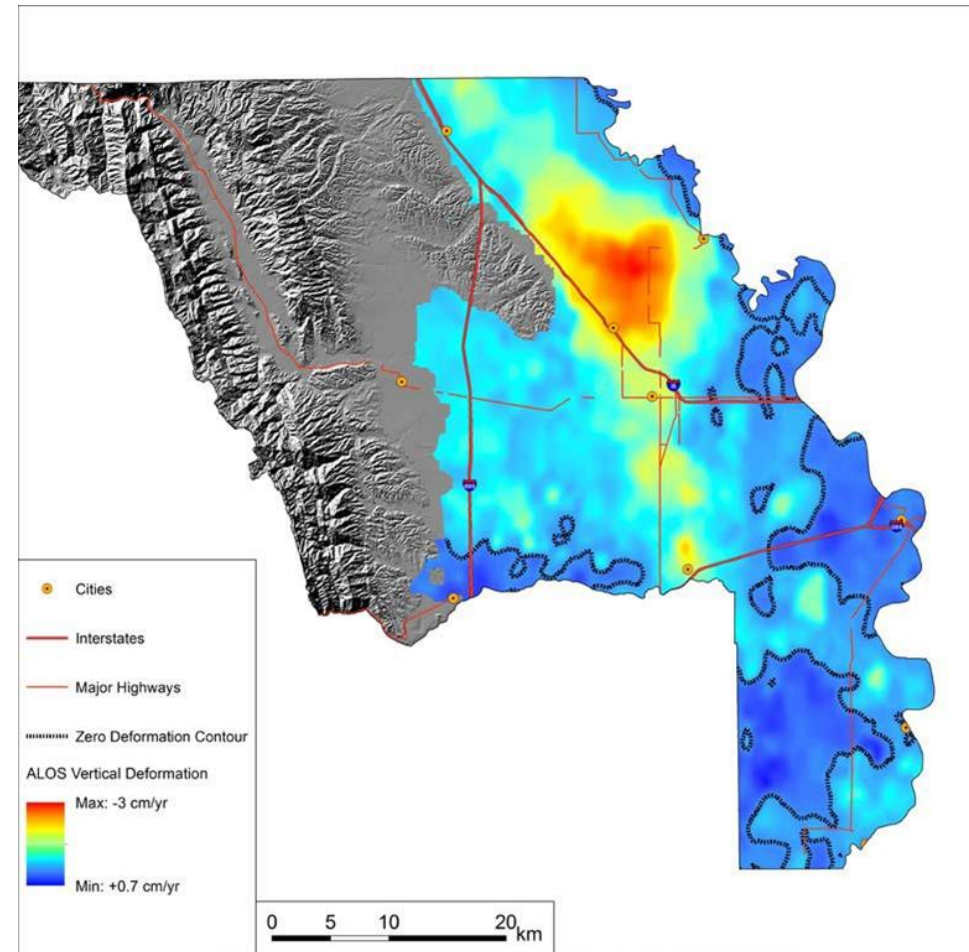 Cities
Interstates
Major Highways
Zero Deformation Contour
ALOS Vertical Deformation
Max: -3 cm/yr
Min: +0.7 cm/yr
0 5 10 20
km